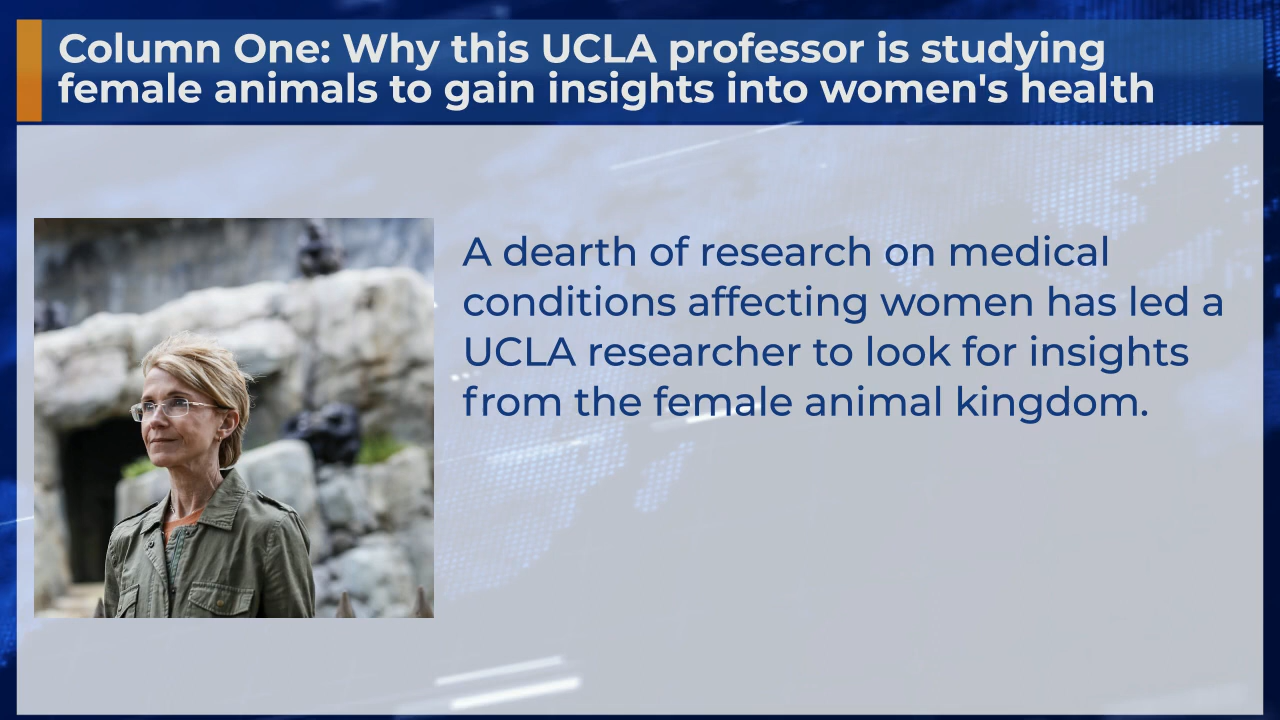 Column One: Why this UCLA professor is studying
female animals to gain insights into women's health
A dearth of research on medical
conditions affecting women has led a
UCLA researcher to look for insights
from the female animal kingdom.